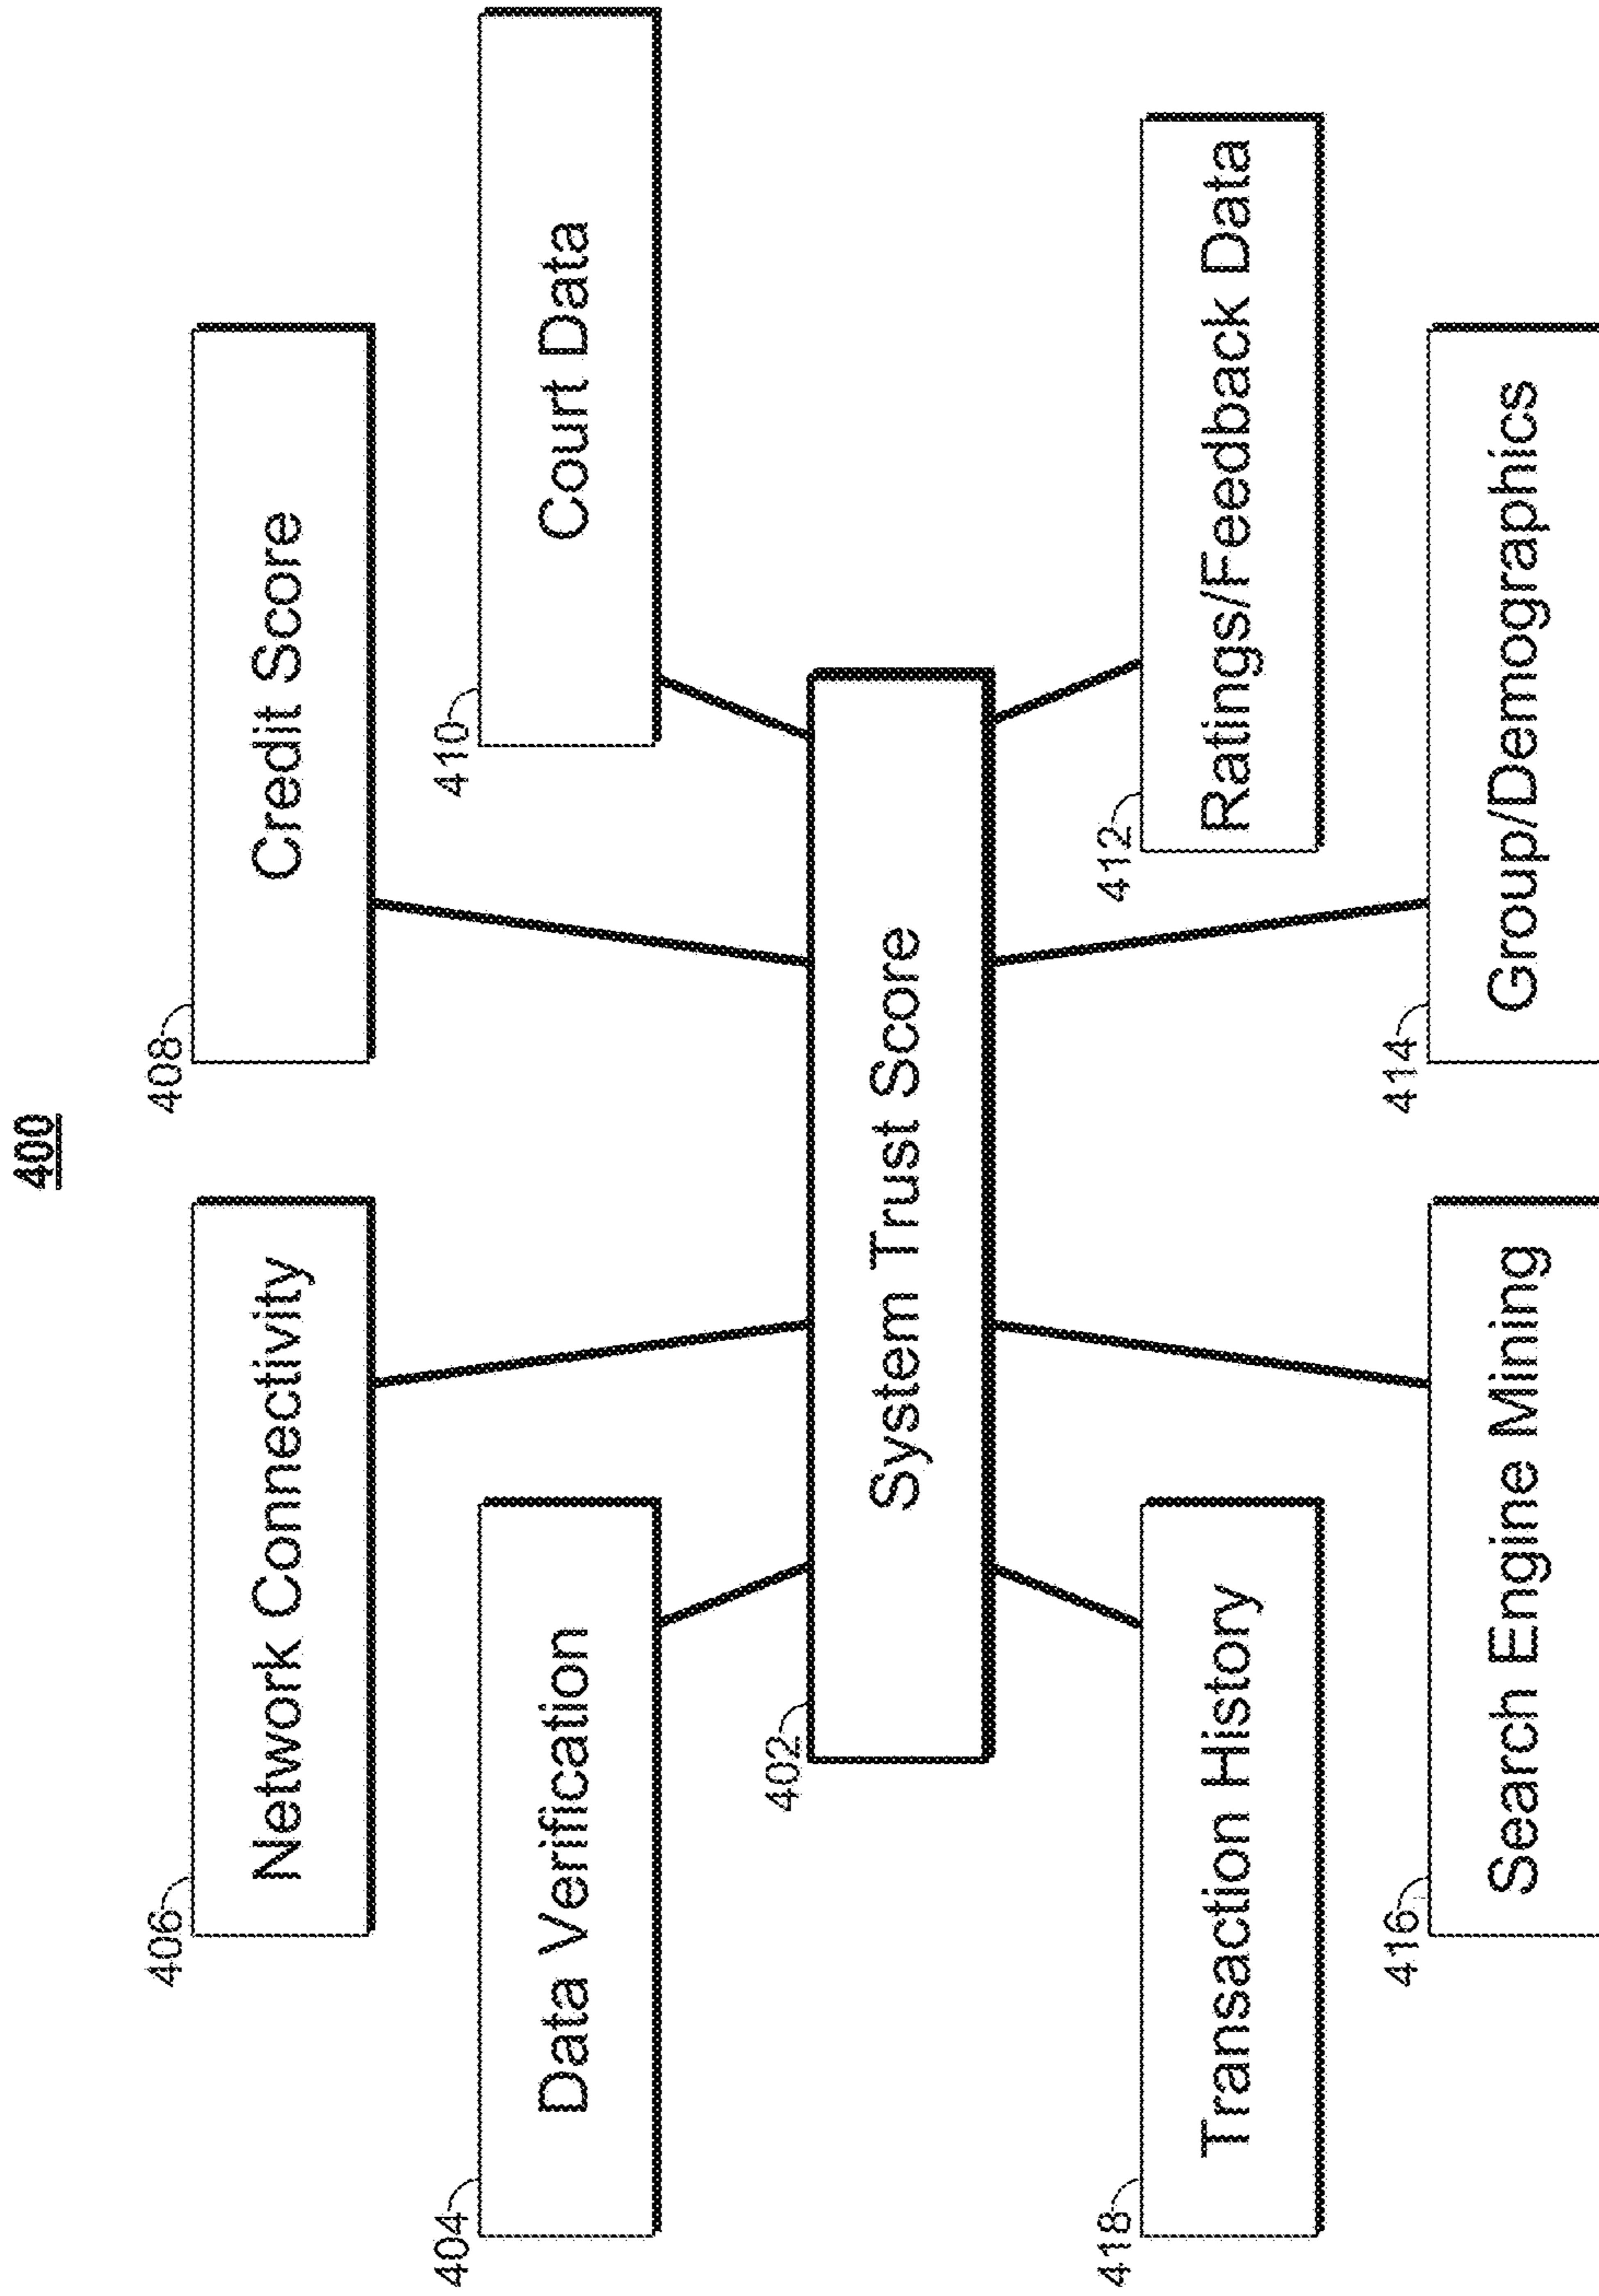 400
406
Network Connectivity
408
Credit Score
404
Data Verification
410
Court Data
402
System Trust Score
418
Transaction History
412
Ratings/Feedback Data
416
Search Engine Mining
414
Group/Demographics